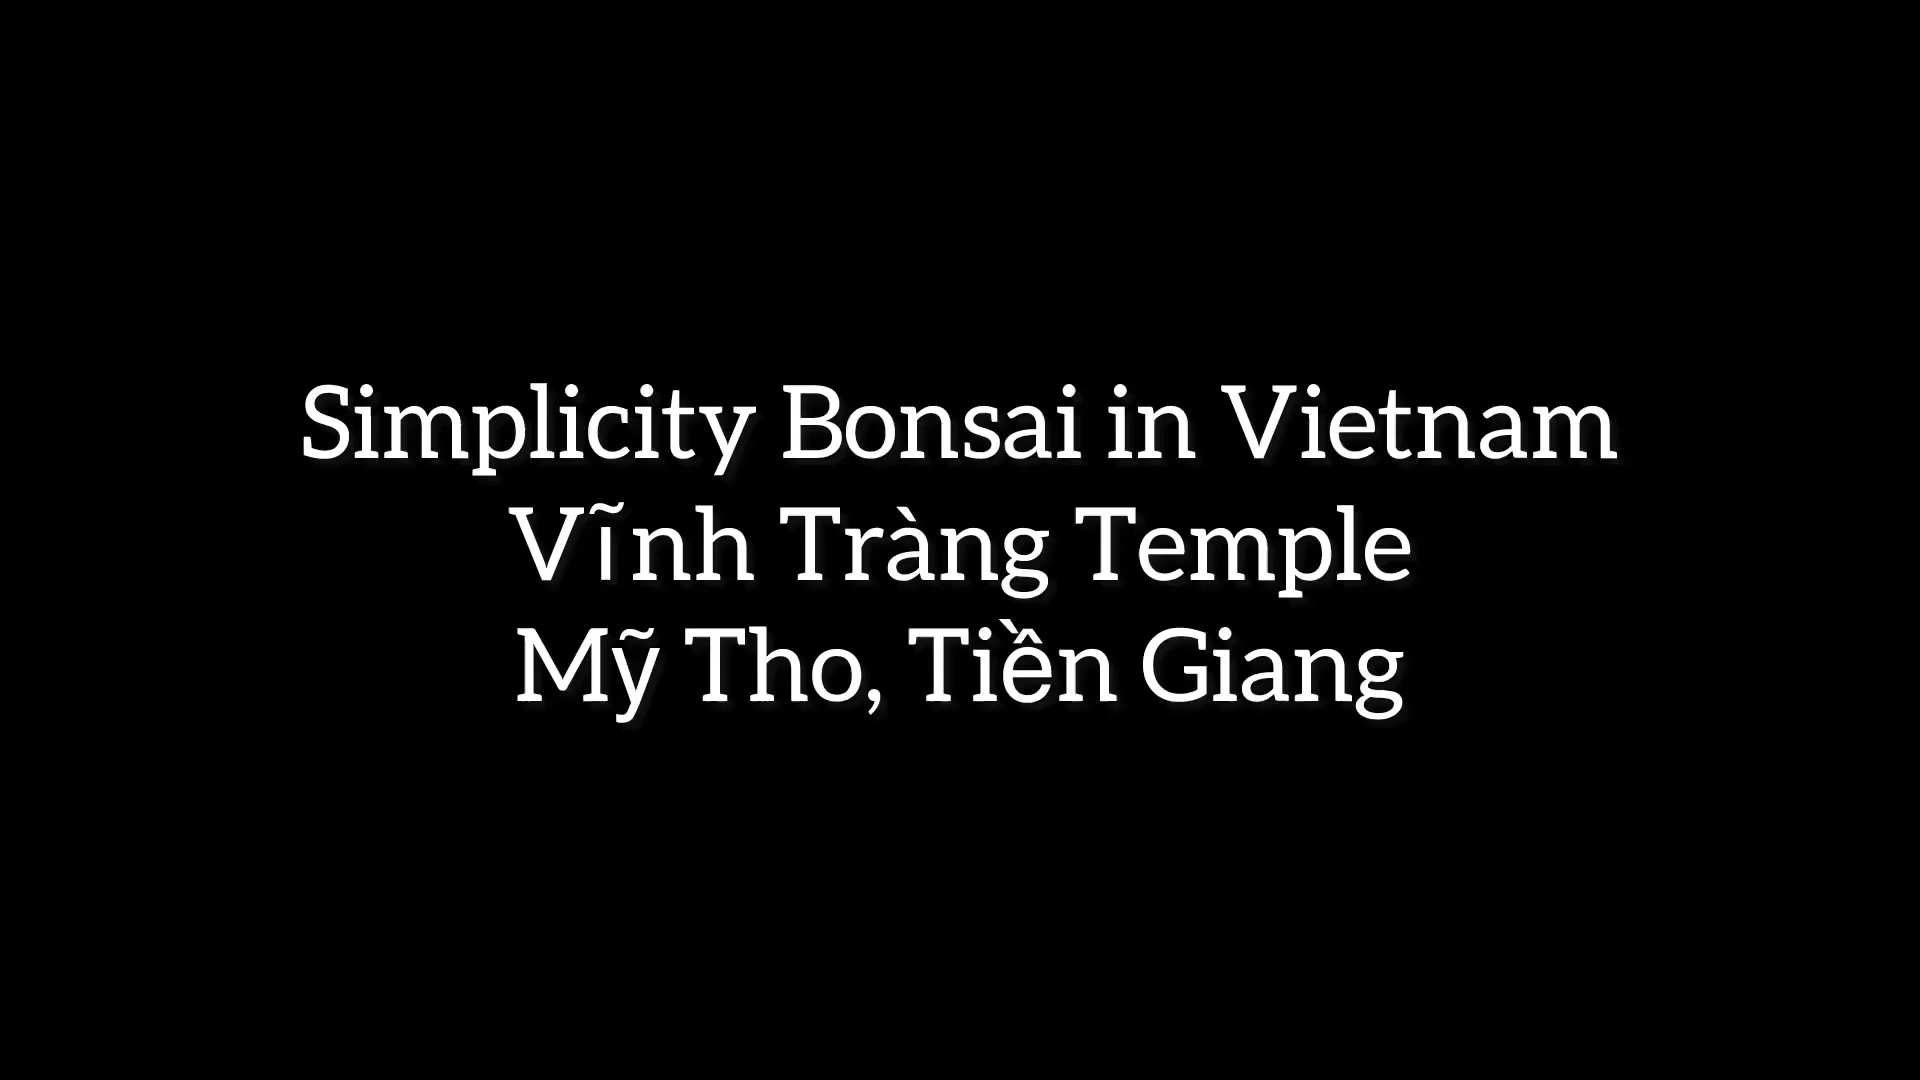 Simplicity Bonsai in Vietnam
Vĩnh Tràng Temple
Mỹ Tho, Tiền Giang